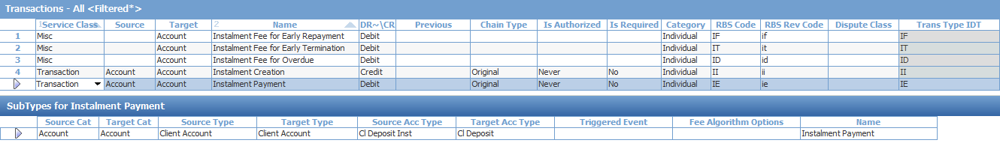 Transactions - All <Filtered*>
1 Service Class Source Target 2 Name DR~\CR Previous Chain Type Is Authorized Is Required Category RBS Code RBS Rev Code Dispute Class Trans Type IDT
1 Misc Account Instalment Fee for Early Repayment Debit Individual IF if IF
2 Misc Account Instalment Fee for Early Termination Debit Individual IT it IT
3 Misc Account Instalment Fee for Overdue Debit Individual ID id ID
4 Transaction Account Account Instalment Creation Credit Original Never No Individual II ii II
Transaction Account Account Instalment Payment Debit Original Never No Individual IE ie IE
SubTypes for Instalment Payment
Source Cat Target Cat Source Type Target Type Source Acc Type Target Acc Type Triggered Event Fee Algorithm Options Name
Account Account Client Account Client Account Cl Deposit Inst Cl Deposit Instalment Payment